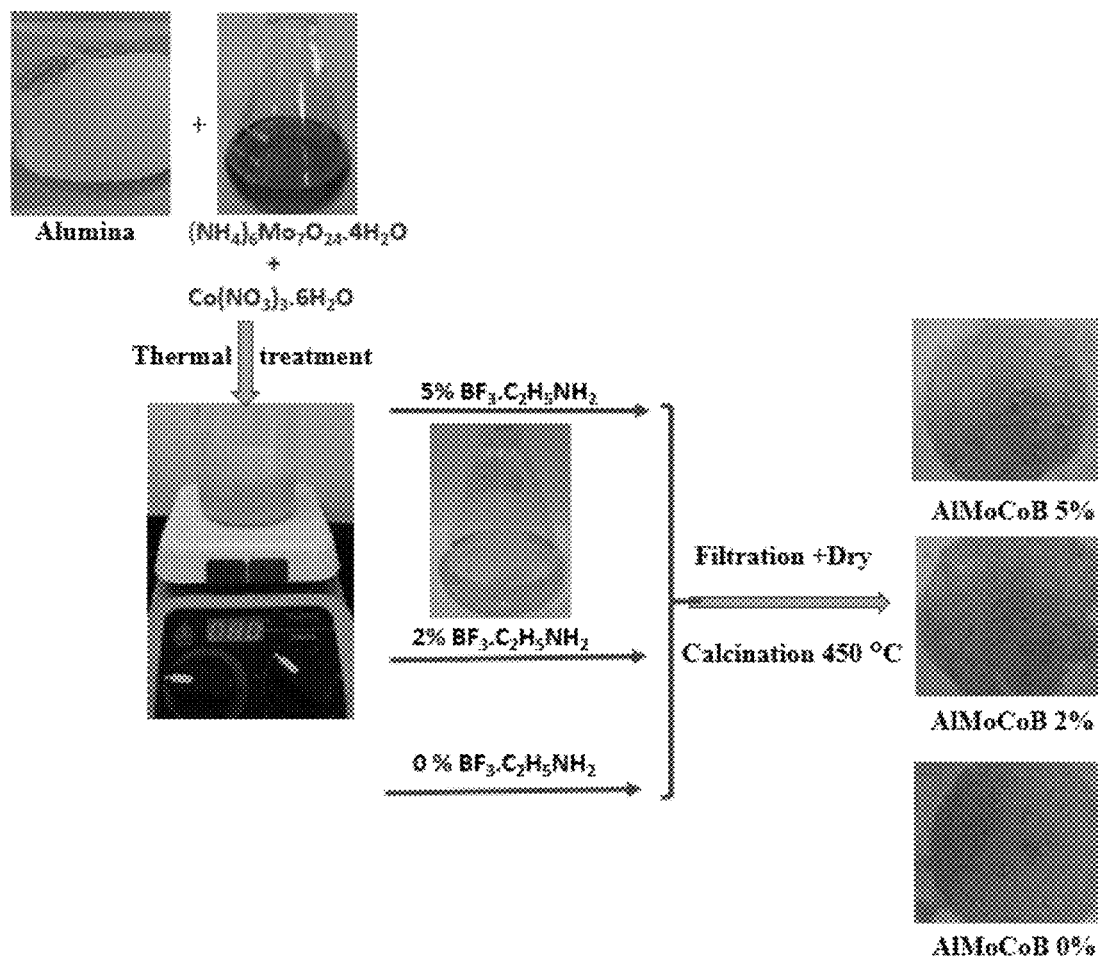 +
Alumina
(NH₄)₆Mo₇O₂₄.4H₂O
+
Co(NO₃)₃.6H₂O
Thermal treatment
5% BF₃.C₂H₅NH₂
2% BF₃.C₂H₅NH₂
0 % BF₃.C₂H₅NH₂
Filtration +Dry
Calcination 450 °C
AlMoCoB 5%
AlMoCoB 2%
AlMoCoB 0%